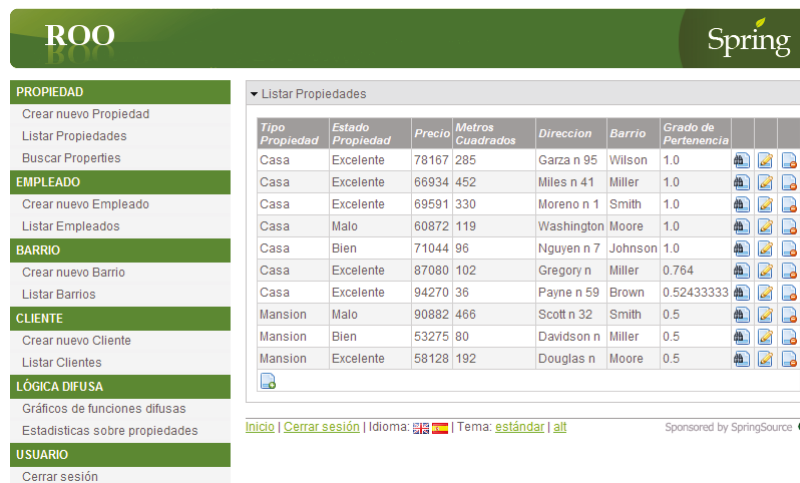 ROO
Spring
PROPIEDAD
Crear nuevo Propiedad
Listar Propiedades
Buscar Properties
EMPLEADO
Crear nuevo Empleado
Listar Empleados
BARRIO
Crear nuevo Barrio
Listar Barrios
CLIENTE
Crear nuevo Cliente
Listar Clientes
LÓGICA DIFUSA
Gráficos de funciones difusas
Estadisticas sobre propiedades
USUARIO
Cerrar sesión
Listar Propiedades
Tipo Propiedad Estado Propiedad Precio Metros Cuadrados Direccion Barrio Grado de Pertenencia
Casa Excelente 78167 285 Garza n 95 Wilson 1.0
Casa Excelente 66934 452 Miles n 41 Miller 1.0
Casa Excelente 69591 330 Moreno n 1 Smith 1.0
Casa Malo 60872 119 Washington Moore 1.0
Casa Bien 71044 96 Nguyen n 7 Johnson 1.0
Casa Excelente 87080 102 Gregory n Miller 0.764
Casa Excelente 94270 36 Payne n 59 Brown 0.52433333
Mansion Malo 90882 466 Scott n 32 Smith 0.5
Mansion Bien 53275 80 Davidson n Miller 0.5
Mansion Excelente 58128 192 Douglas n Moore 0.5
Inicio | Cerrar sesión | Idioma: | Tema: estándar | alt
Sponsored by SpringSource